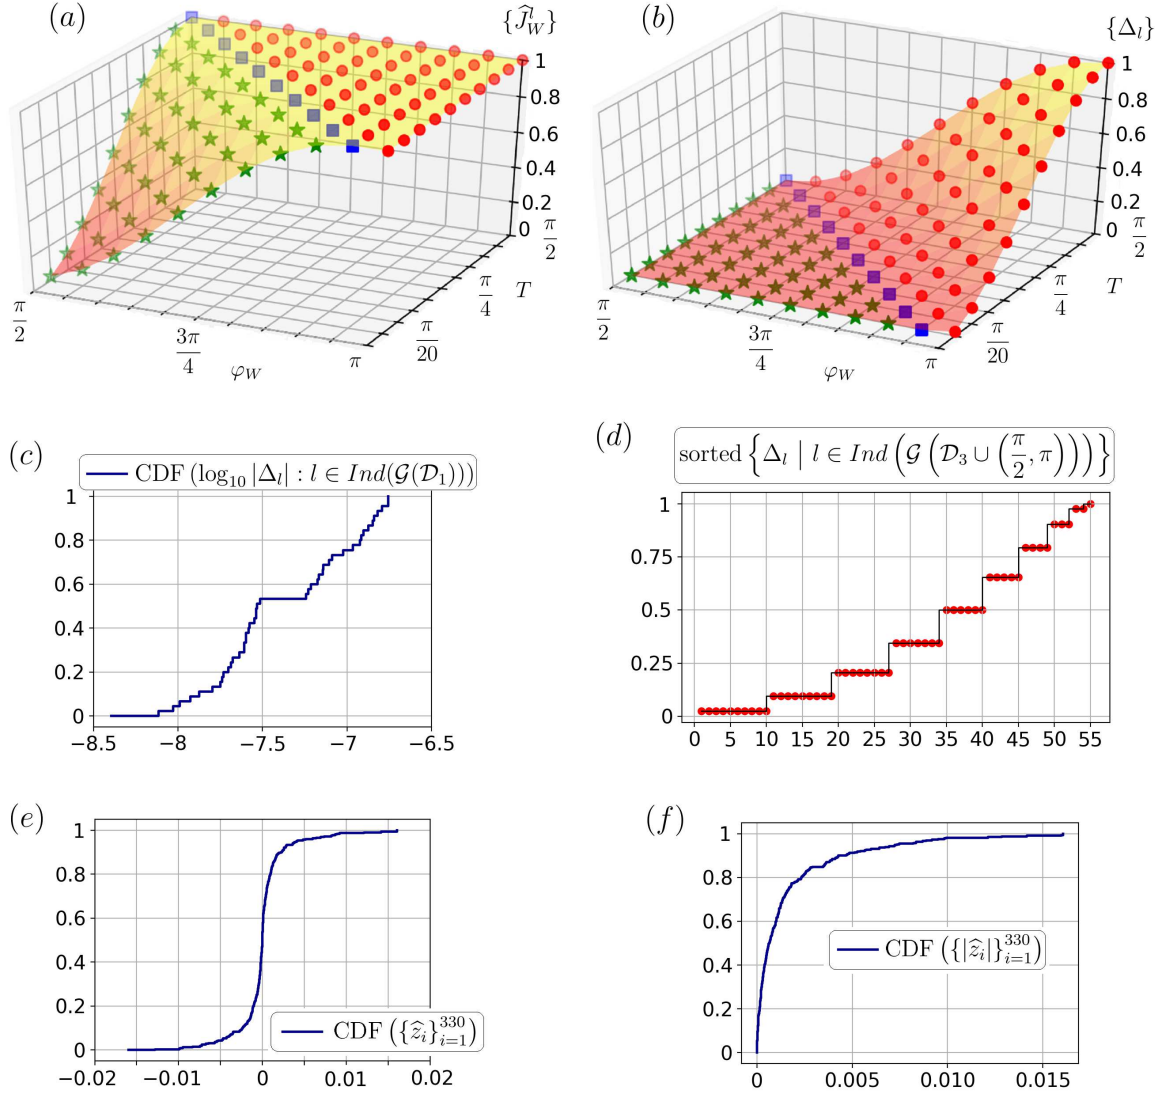 (a)
{Ĵ_W^l}
1
0.8
0.6
0.4
0.2
0
π/2
π/4
T
π/20
π
3π/4
π/2
φ_W
(b)
{Δ_l}
1
0.8
0.6
0.4
0.2
0
π/2
π/4
T
π/20
π
3π/4
π/2
φ_W
(c)
CDF (log₁₀ |Δ_l| : l ∈ Ind(𝒢(𝒟₁)))
1
0.8
0.6
0.4
0.2
0
−8.5 −8 −7.5 −7 −6.5
(d)
sorted {Δ_l | l ∈ Ind (𝒢 (𝒟₃ ∪ (π/2, π)))}
1
0.75
0.5
0.25
0
0 5 10 15 20 25 30 35 40 45 50 55
(e)
1
0.8
0.6
0.4
0.2
0
CDF ({ẑ_i}_{i=1}^{330})
−0.02 −0.01 0 0.01 0.02
(f)
1
0.8
0.6
0.4
0.2
0
CDF ({|ẑ_i|}_{i=1}^{330})
0 0.005 0.010 0.015